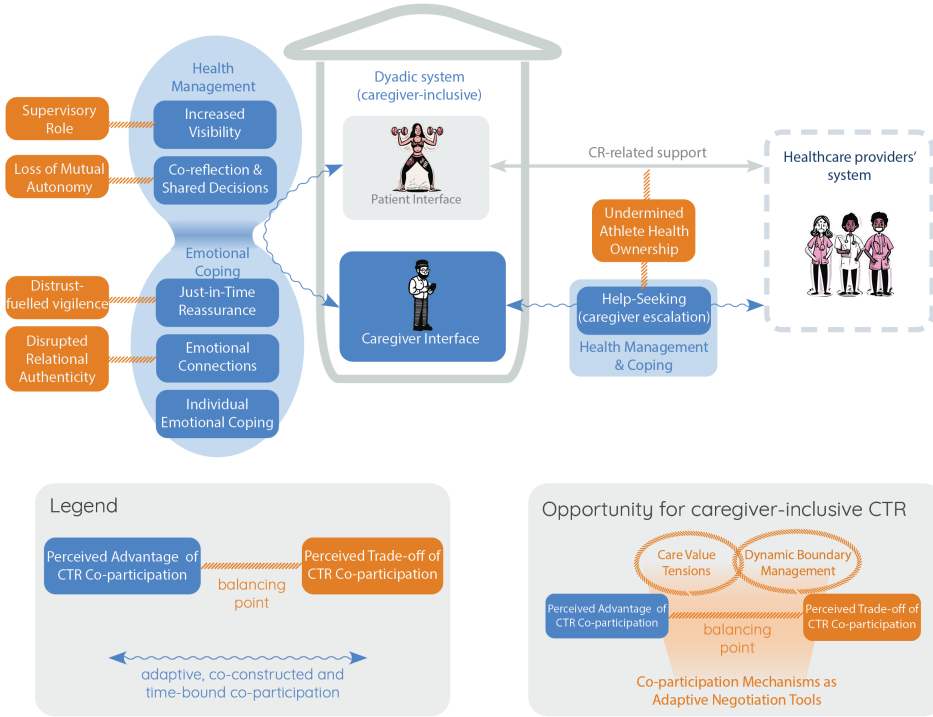 Health
Management
Supervisory
Role
Increased
Visibility
Loss of Mutual
Autonomy
Co-reflection &
Shared Decisions
Emotional
Coping
Distrust-
fuelled vigilence
Just-in-Time
Reassurance
Disrupted
Relational
Authenticity
Emotional
Connections
Individual
Emotional Coping
Dyadic system
(caregiver-inclusive)
Patient Interface
Caregiver Interface
CR-related support
Undermined
Athlete Health
Ownership
Help-Seeking
(caregiver escalation)
Health Management
& Coping
Healthcare providers'
system
Legend
Perceived Advantage of
CTR Co-participation
balancing
point
Perceived Trade-off of
CTR Co-participation
adaptive, co-constructed and
time-bound co-participation
Opportunity for caregiver-inclusive CTR
Care Value
Tensions
Dynamic Boundary
Management
Perceived Advantage of
CTR Co-participation
balancing
point
Perceived Trade-off of
CTR Co-participation
Co-participation Mechanisms as
Adaptive Negotiation Tools